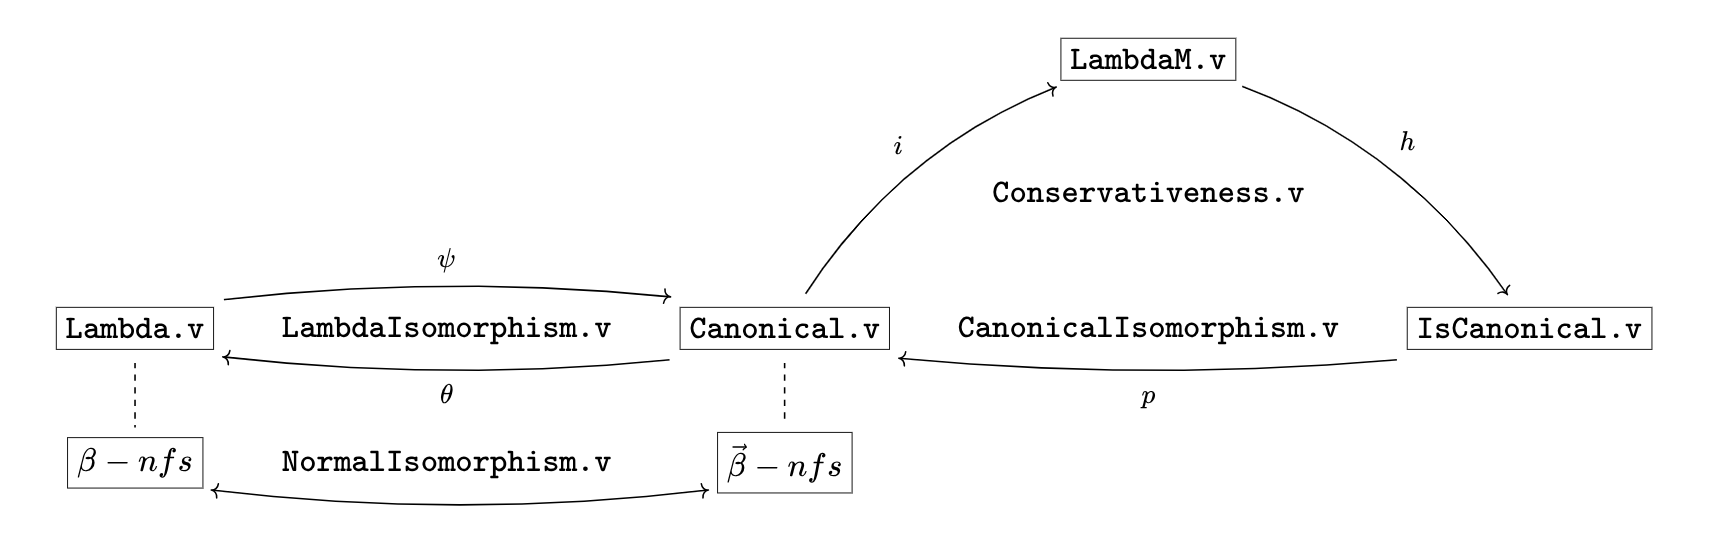 LambdaM.v
i
h
Conservativeness.v
ψ
Lambda.v
LambdaIsomorphism.v
Canonical.v
CanonicalIsomorphism.v
IsCanonical.v
θ
p
β − nfs
NormalIsomorphism.v
β⃗ − nfs